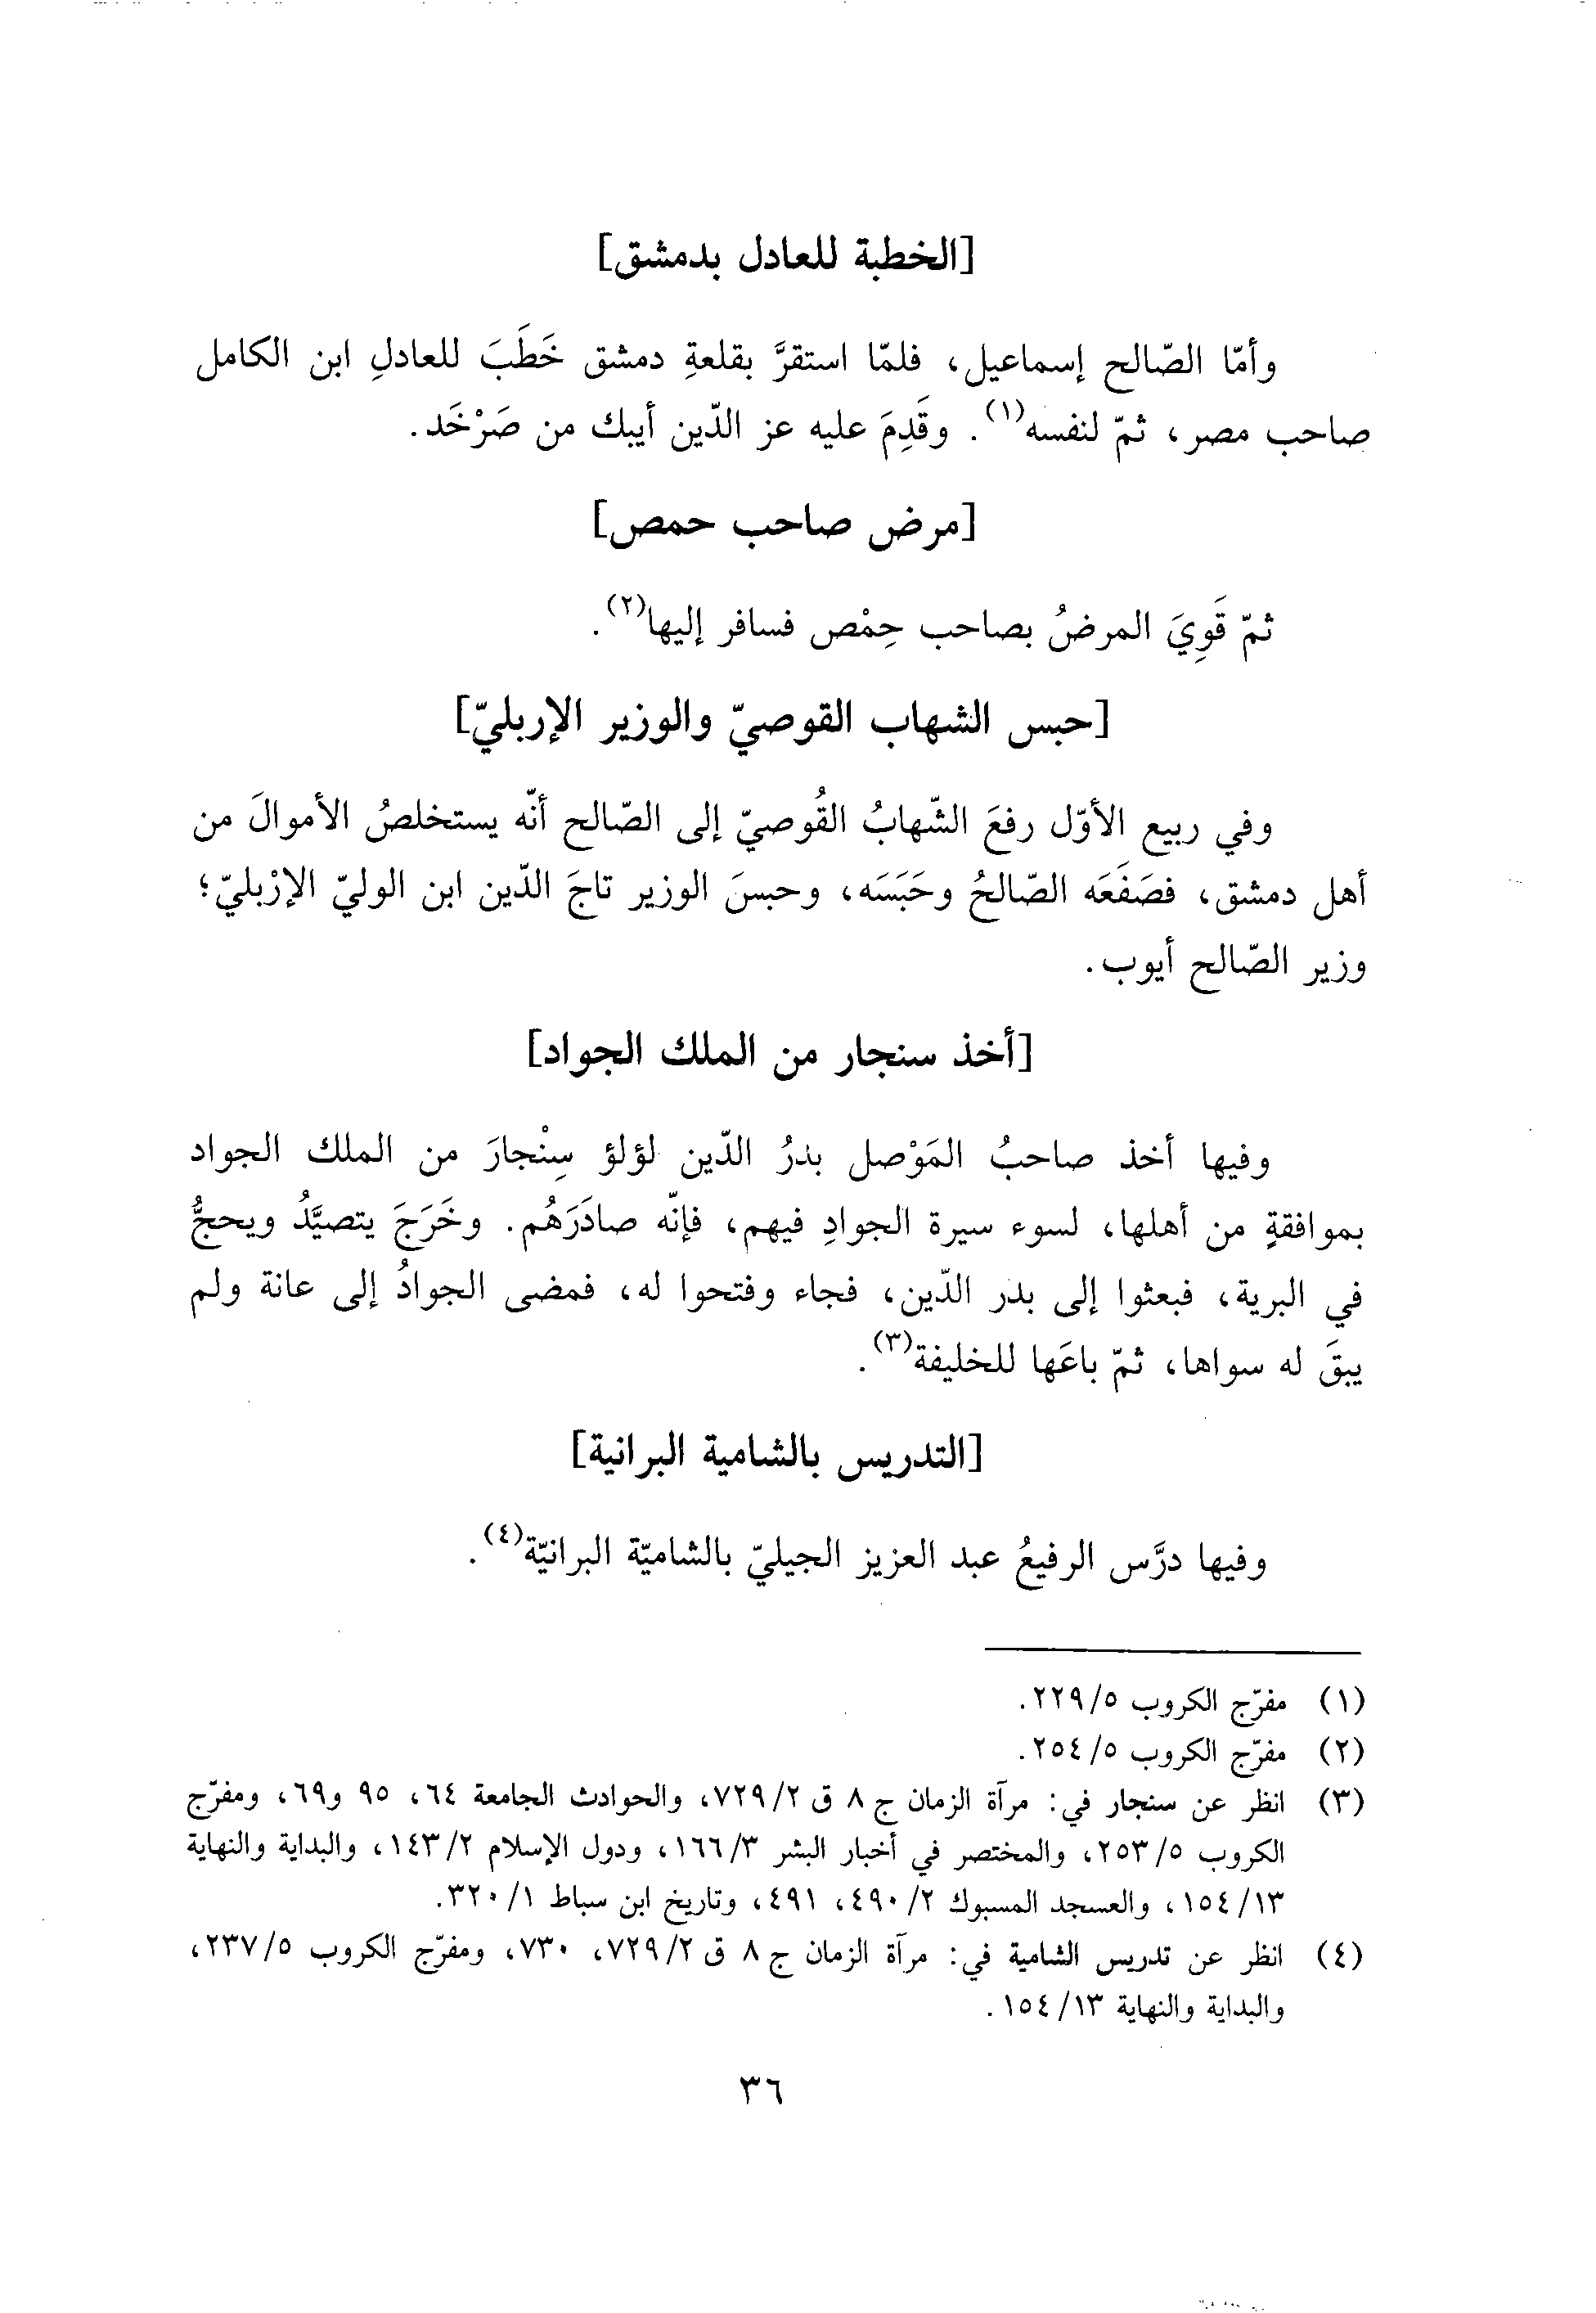 [الخطبة للعادل بدمشق]
وأمّا الصّالح إسماعيل، فلمّا استقرَّ بقلعةِ دمشق خَطَبَ للعادلِ ابن الكامل
صاحب مصر، ثمّ لنفسه(١). وقَدِمَ عليه عز الدّين أيبك من صَرْخَد.
[مرض صاحب حمص]
ثمّ قَوِيَ المرضُ بصاحب حِمْص فسافر إليها(٢).
[حبس الشهاب القوصيّ والوزير الإربليّ]
وفي ربيع الأوّل رفعَ الشّهابُ القُوصيّ إلى الصّالح أنّه يستخلصُ الأموالَ من
أهل دمشق، فصَفَعَه الصّالحُ وحَبَسَه، وحبسَ الوزير تاجَ الدّين ابن الوليّ الإرْبليّ؛
وزير الصّالح أيوب.
[أخذ سنجار من الملك الجواد]
وفيها أخذ صاحبُ المَوْصل بدرُ الدّين لؤلؤ سِنْجارَ من الملك الجواد
بموافقةٍ من أهلها، لسوء سيرة الجوادِ فيهم، فإنّه صادَرَهُم. وخَرَجَ يتصيَّدُ ويحجُّ
في البرية، فبعثوا إلى بدر الدّين، فجاء وفتحوا له، فمضى الجوادُ إلى عانة ولم
يبقَ له سواها، ثمّ باعَها للخليفة(٣).
[التدريس بالشامية البرانية]
وفيها درَّس الرفيعُ عبد العزيز الجيليّ بالشاميّة البرانيّة(٤).
(١) مفرّج الكروب ٢٢٩/٥.
(٢) مفرّج الكروب ٢٥٤/٥.
(٣) انظر عن سنجار في: مرآة الزمان ج ٨ ق ٧٢٩/٢، والحوادث الجامعة ٦٤، ٩٥ و٦٩، ومفرّج
الكروب ٢٥٣/٥، والمختصر في أخبار البشر ١٦٦/٣، ودول الإسلام ١٤٣/٢، والبداية والنهاية
١٥٤/١٣، والعسجد المسبوك ٤٩٠/٢، ٤٩١، وتاريخ ابن سباط ٣٢٠/١.
(٤) انظر عن تدريس الشامية في: مرآة الزمان ج ٨ ق ٧٢٩/٢، ٧٣٠، ومفرّج الكروب ٢٣٧/٥،
والبداية والنهاية ١٥٤/١٣.
٣٦